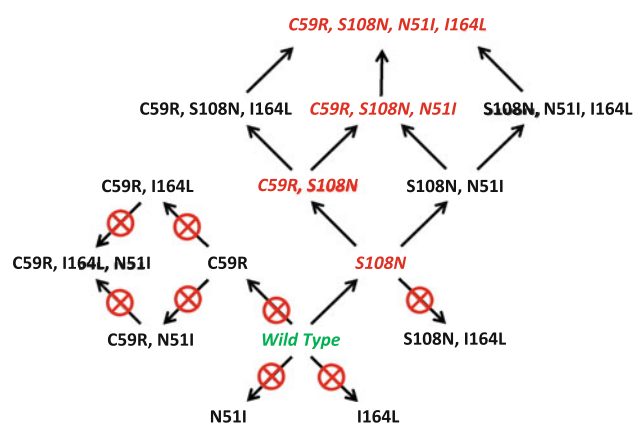 C59R, S108N, N51I, I164L
C59R, S108N, I164L
C59R, S108N, N51I
S108N, N51I, I164L
C59R, I164L
C59R, S108N
S108N, N51I
C59R, I164L, N51I
C59R
S108N
C59R, N51I
Wild Type
S108N, I164L
N51I
I164L